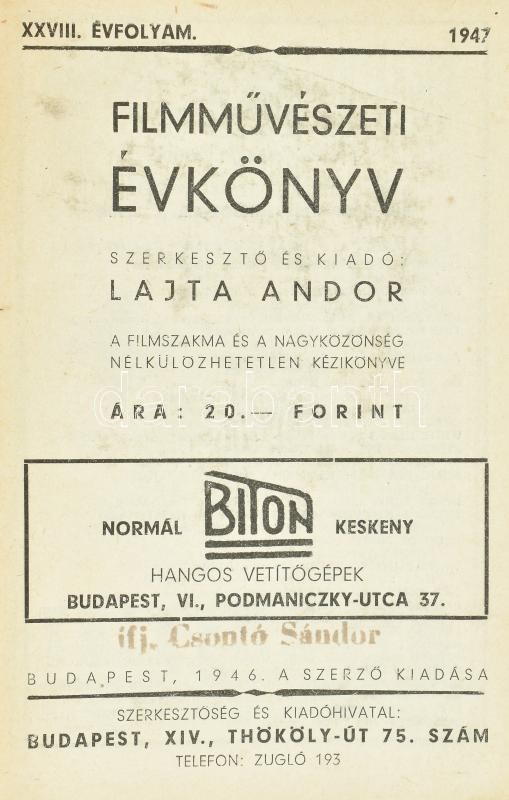 XXVIII. ÉVFOLYAM. 1947
FILMMŰVÉSZETI
ÉVKÖNYV
SZERKESZTŐ ÉS KIADÓ:
LAJTA ANDOR
A FILMSZAKMA ÉS A NAGYKÖZÖNSÉG
NÉLKÜLÖZHETETLEN KÉZIKÖNYVE
darabanth
ÁRA: 20.— FORINT
NORMÁL BITON KESKENY
HANGOS VETÍTŐGÉPEK
BUDAPEST, VI., PODMANICZKY-UTCA 37.
ifj. Csontó Sándor
BUDAPEST, 1946. A SZERZŐ KIADÁSA
SZERKESZTŐSÉG ÉS KIADÓHIVATAL:
BUDAPEST, XIV., THÖKÖLY-ÚT 75. SZÁM
TELEFON: ZUGLÓ 193